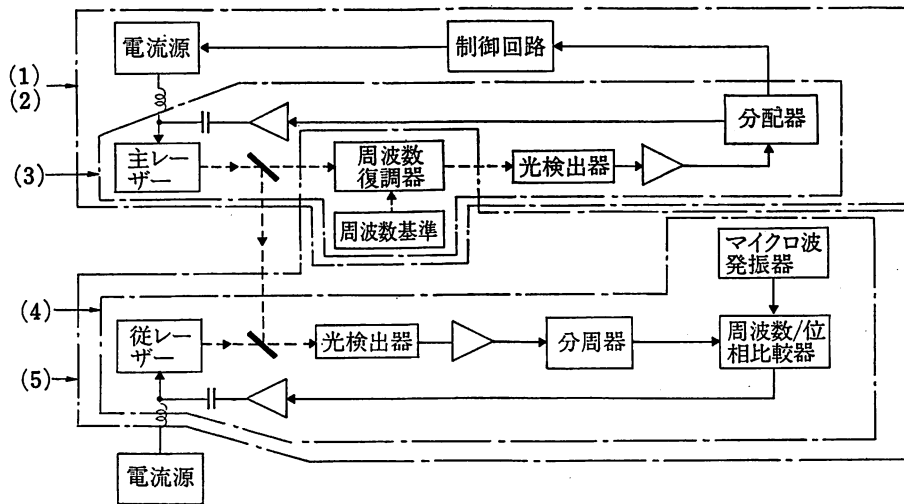 電流源
制御回路
(1)
(2)
分配器
主レーザー
周波数
復調器
光検出器
(3)
周波数基準
マイクロ波
発振器
(4)
従レーザー
光検出器
分周器
周波数/位
相比較器
(5)
電流源